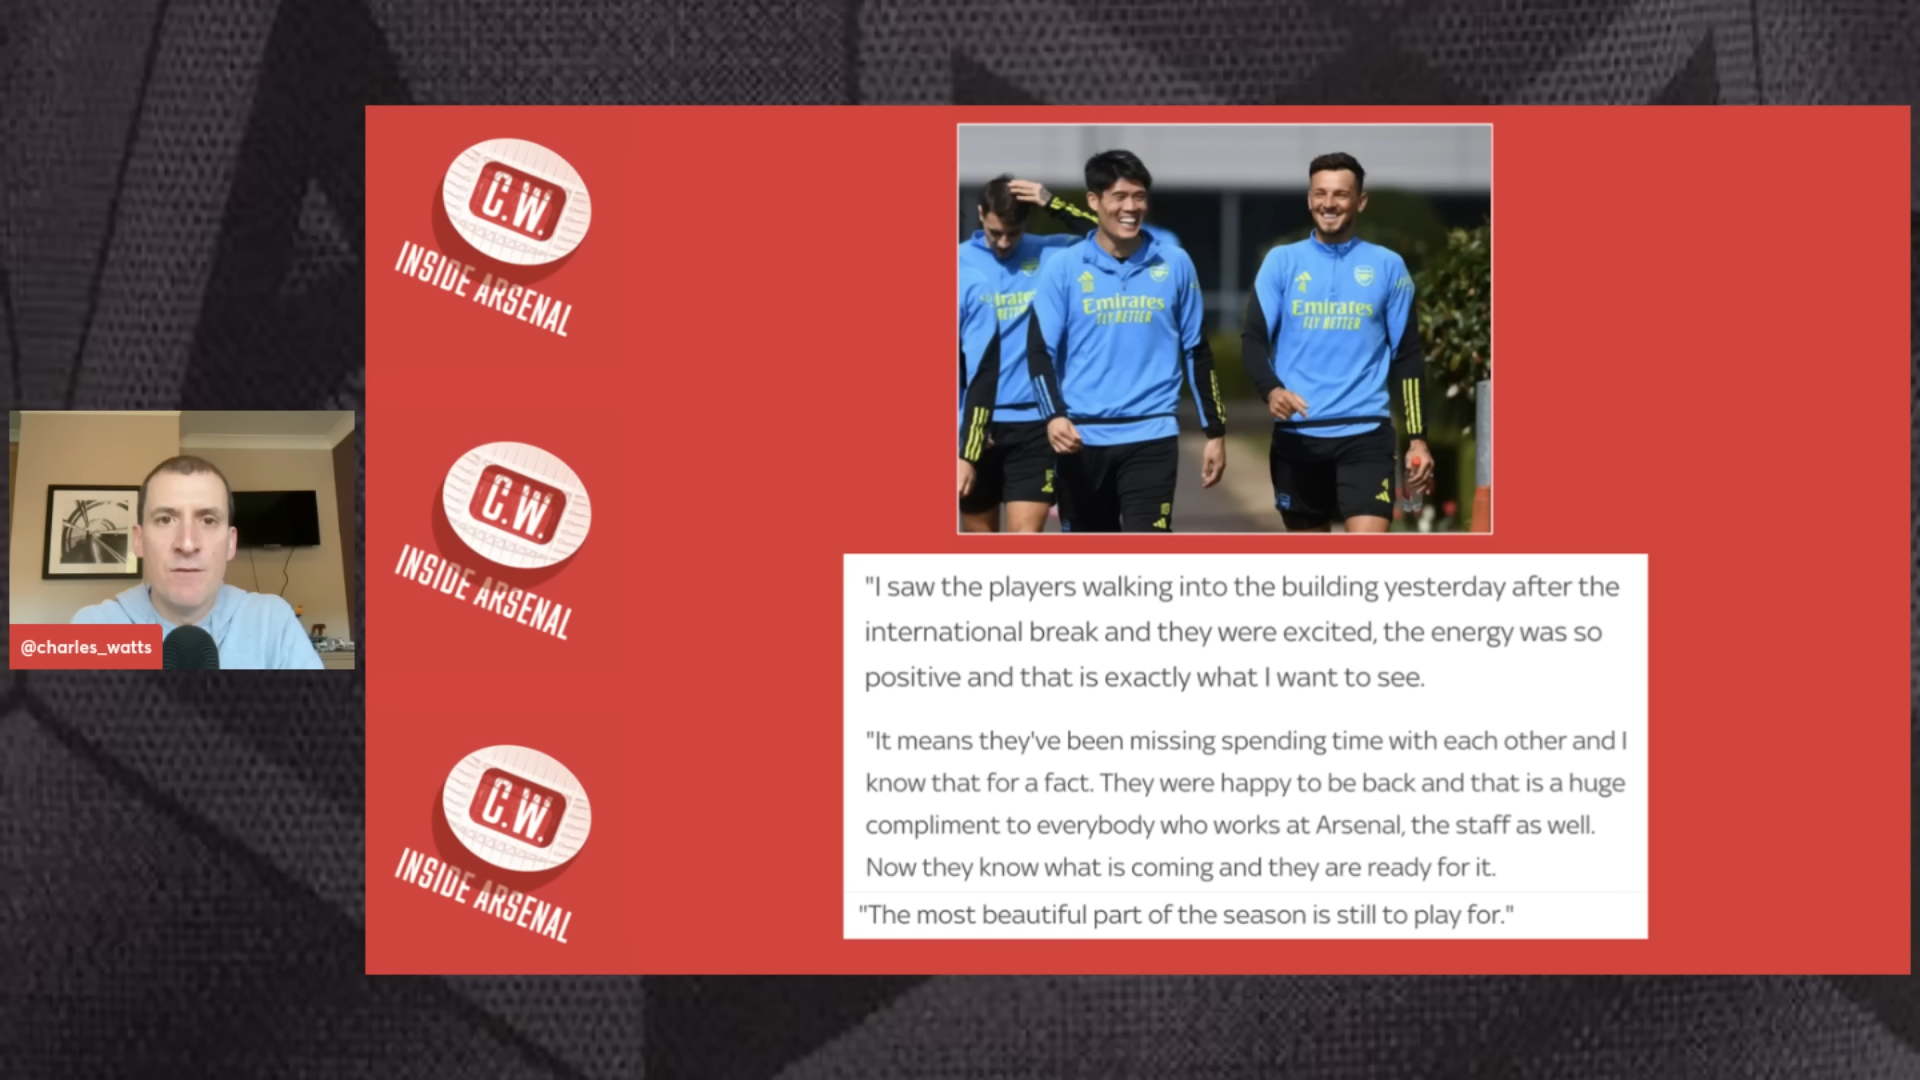 C.W.
INSIDE ARSENAL
C.W.
INSIDE ARSENAL
C.W.
INSIDE ARSENAL
@charles_watts
Emirates
FLY BETTER
Emirates
FLY BETTER
"I saw the players walking into the building yesterday after the
international break and they were excited, the energy was so
positive and that is exactly what I want to see.
"It means they've been missing spending time with each other and I
know that for a fact. They were happy to be back and that is a huge
compliment to everybody who works at Arsenal, the staff as well.
Now they know what is coming and they are ready for it.
"The most beautiful part of the season is still to play for."